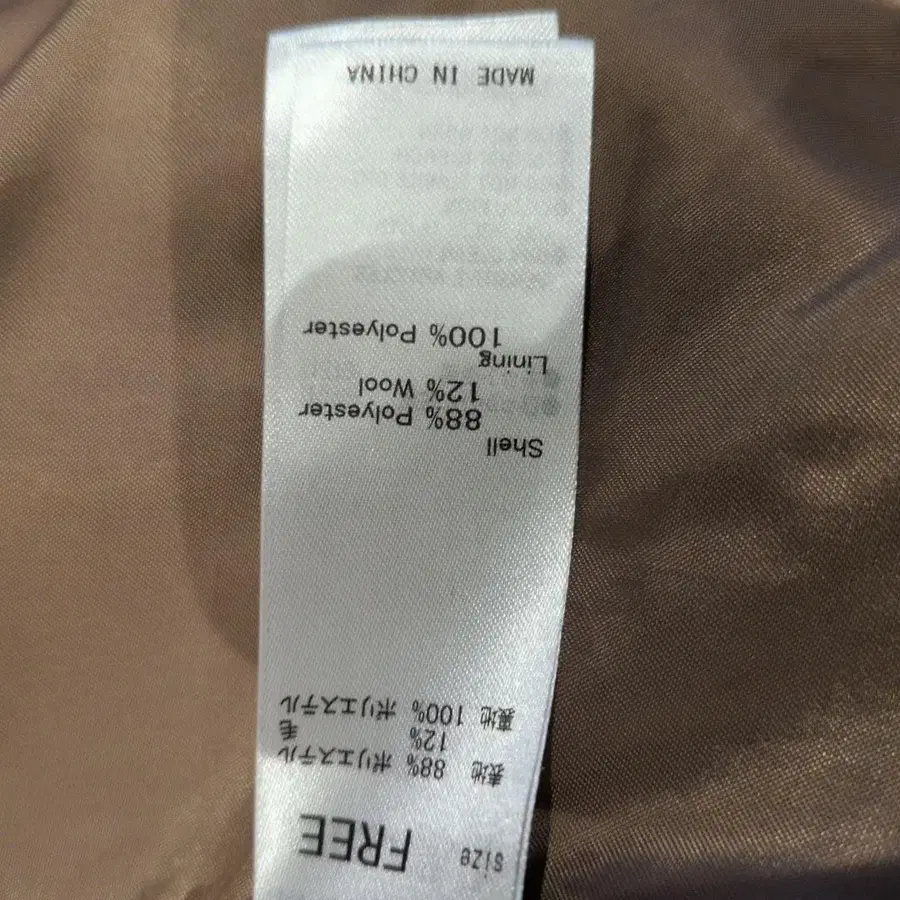 size FREE
表地 88% ポリエステル
12% 毛
裏地 100% ポリエステル
Shell
88% Polyester
12% Wool
Lining
100% Polyester
MADE IN CHINA